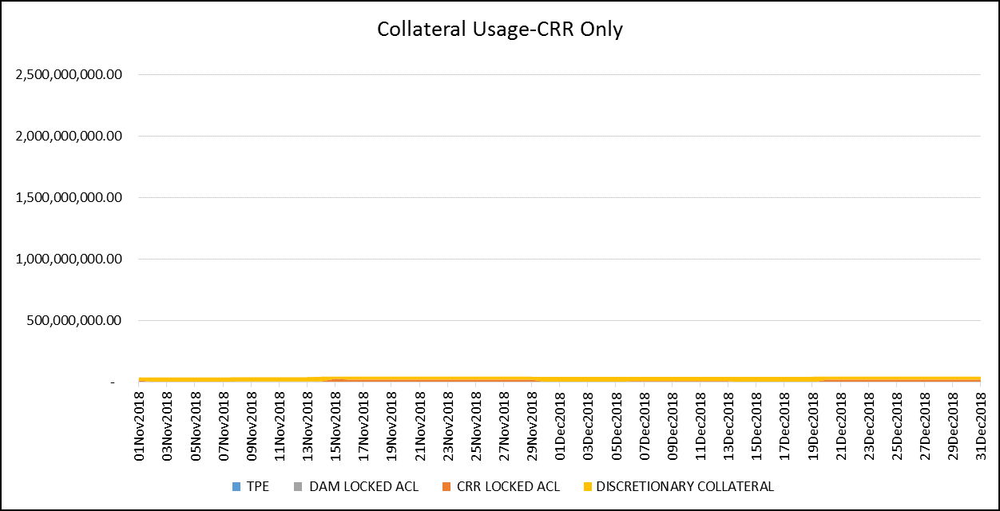 Collateral Usage-CRR Only
2,500,000,000.00
2,000,000,000.00
1,500,000,000.00
1,000,000,000.00
500,000,000.00
-
01Nov2018
03Nov2018
05Nov2018
07Nov2018
09Nov2018
11Nov2018
13Nov2018
15Nov2018
17Nov2018
19Nov2018
21Nov2018
23Nov2018
25Nov2018
27Nov2018
29Nov2018
01Dec2018
03Dec2018
05Dec2018
07Dec2018
09Dec2018
11Dec2018
13Dec2018
15Dec2018
17Dec2018
19Dec2018
21Dec2018
23Dec2018
25Dec2018
27Dec2018
29Dec2018
31Dec2018
TPE DAM LOCKED ACL CRR LOCKED ACL DISCRETIONARY COLLATERAL